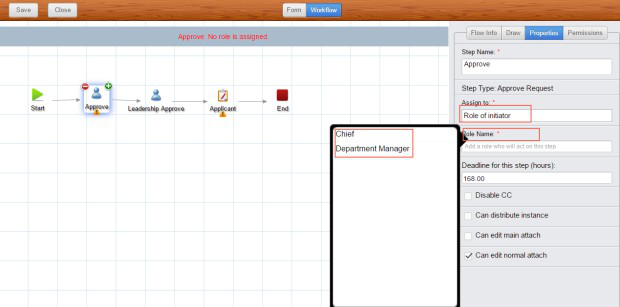 Save Close Form Workflow
Approve: No role is assigned.
Flow Info Draw Properties Permissions
Step Name: *
Approve
Step Type: Approve Request
Assign to: *
Role of initiator
Role Name: *
Add a role who will act on this step
Deadline for this step (hours):
168.00
Disable CC
Can distribute instance
Can edit main attach
Can edit normal attach
Start Approve Leadership Approve Applicant End
Chief
Department Manager